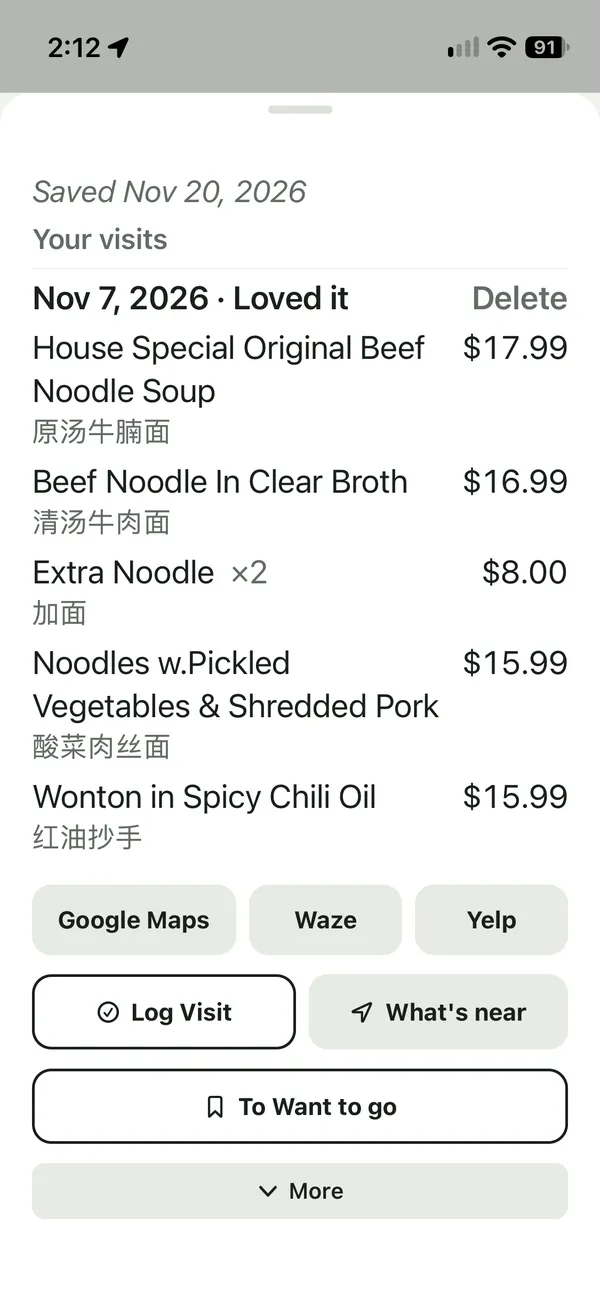 2:12
91
Saved Nov 20, 2026
Your visits
Nov 7, 2026 · Loved it Delete
House Special Original Beef $17.99
Noodle Soup
原汤牛腩面
Beef Noodle In Clear Broth $16.99
清汤牛肉面
Extra Noodle ×2 $8.00
加面
Noodles w.Pickled $15.99
Vegetables & Shredded Pork
酸菜肉丝面
Wonton in Spicy Chili Oil $15.99
红油抄手
Google Maps Waze Yelp
Log Visit What's near
To Want to go
More